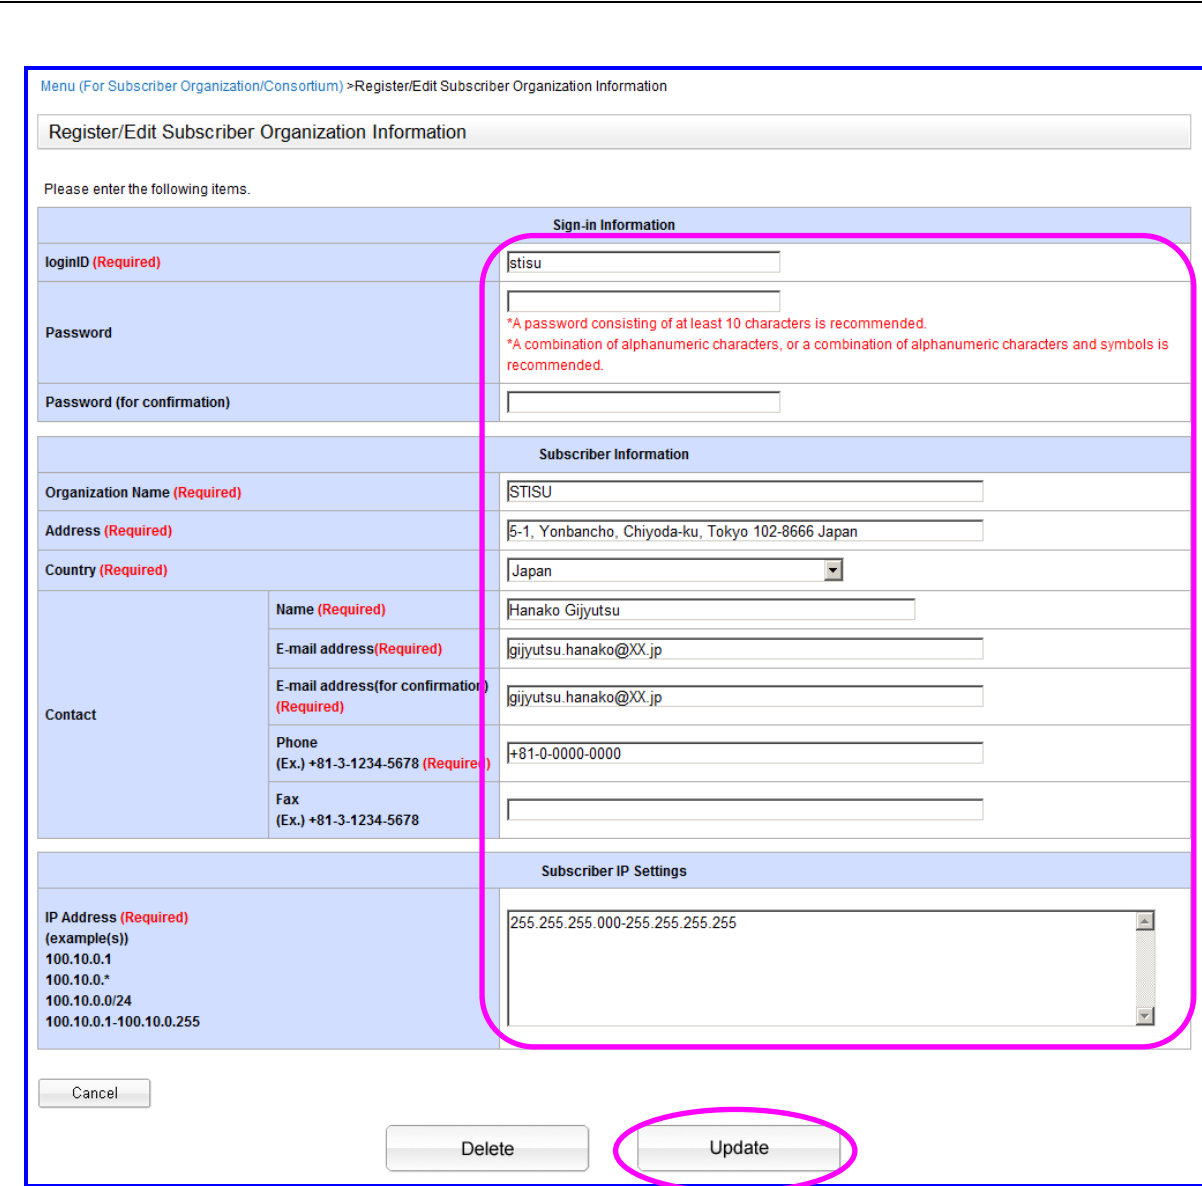 Menu (For Subscriber Organization/Consortium) >Register/Edit Subscriber Organization Information
Register/Edit Subscriber Organization Information
Please enter the following items.
Sign-in Information
loginID (Required)
stisu
Password
*A password consisting of at least 10 characters is recommended.
*A combination of alphanumeric characters, or a combination of alphanumeric characters and symbols is
recommended.
Password (for confirmation)
Subscriber Information
Organization Name (Required)
STISU
Address (Required)
5-1, Yonbancho, Chiyoda-ku, Tokyo 102-8666 Japan
Country (Required)
Japan
Contact
Name (Required)
Hanako Gijyutsu
E-mail address(Required)
gijyutsu.hanako@XX.jp
E-mail address(for confirmation)
(Required)
gijyutsu.hanako@XX.jp
Phone
(Ex.) +81-3-1234-5678 (Required)
+81-0-0000-0000
Fax
(Ex.) +81-3-1234-5678
Subscriber IP Settings
IP Address (Required)
(example(s))
100.10.0.1
100.10.0.*
100.10.0.0/24
100.10.0.1-100.10.0.255
255.255.255.000-255.255.255.255
Cancel
Delete
Update